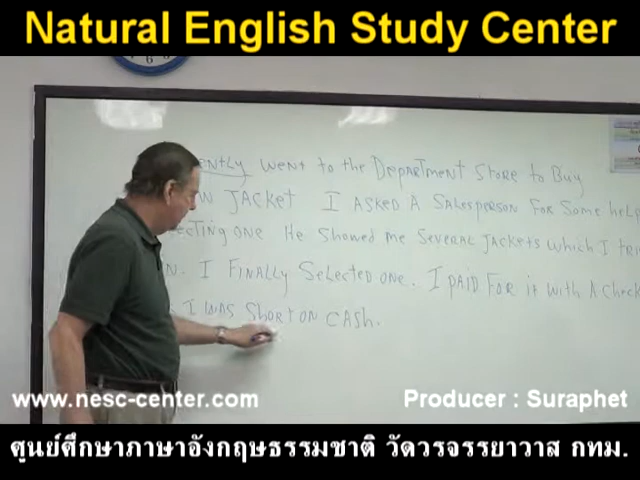 Natural English Study Center
ENTLY WENT to the DEPARTMENT STORE to Buy
JACKET I ASKED A SALESPERSON FOR SOME help
ECTING ONE He Showed me SEVERAL JACKETS WHICH I TRI
N. I FINALLY SELECTED ONE. I PAID FOR it WITH A CHECK
I WAS SHORT ON CASH.
www.nesc-center.com
Producer : Suraphet
ศูนย์ศึกษาภาษาอังกฤษธรรมชาติ วัดวรจรรยาวาส กทม.